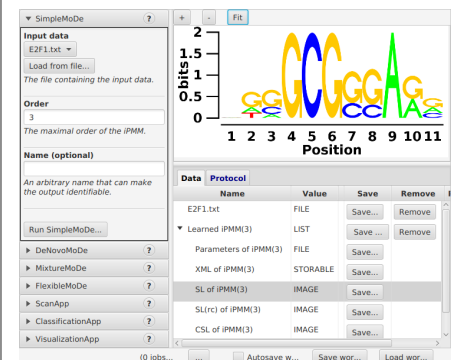 ▼ SimpleMoDe ?
Input data
E2F1.txt
Load from file...
The file containing the input data.
Order
3
The maximal order of the iPMM.
Name (optional)
An arbitrary name that can make
the output identifiable.
Run SimpleMoDe...
DeNovoMoDe ?
MixtureMoDe ?
FlexibleMoDe ?
ScanApp ?
ClassificationApp ?
VisualizationApp ?
+ - Fit
2
1.5
1
0.5
0
bits
GCGGGAG
1 2 3 4 5 6 7 8 9 10 11
Position
Data Protocol
Name Value Save Remove
E2F1.txt FILE Save... Remove
Learned iPMM(3) LIST Save ... Remove
Parameters of iPMM(3) FILE Save...
XML of iPMM(3) STORABLE Save...
SL of iPMM(3) IMAGE Save...
SL(rc) of iPMM(3) IMAGE Save...
CSL of iPMM(3) IMAGE Save...
(0 jobs... ... Autosave w... Save wor... Load wor...